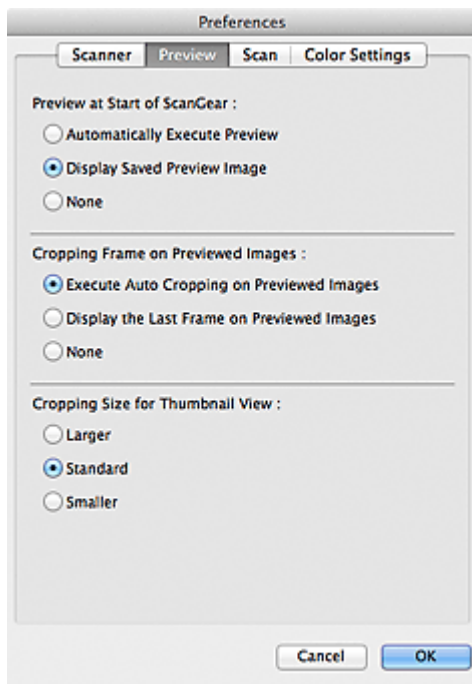 Preferences
Scanner Preview Scan Color Settings
Preview at Start of ScanGear :
Automatically Execute Preview
Display Saved Preview Image
None
Cropping Frame on Previewed Images :
Execute Auto Cropping on Previewed Images
Display the Last Frame on Previewed Images
None
Cropping Size for Thumbnail View :
Larger
Standard
Smaller
Cancel OK